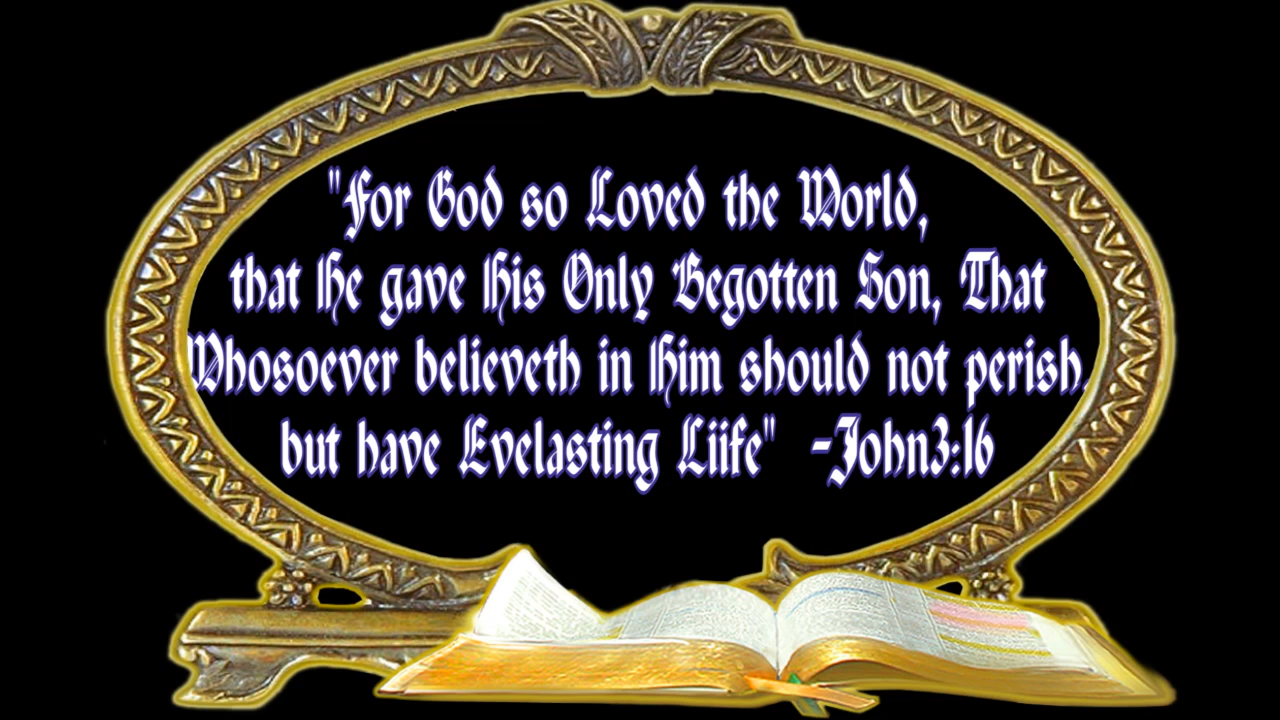 "For God so Loved the World,
that he gave his Only Begotten Son, That
Whosoever believeth in him should not perish,
but have Evelasting Liife" -John3:16